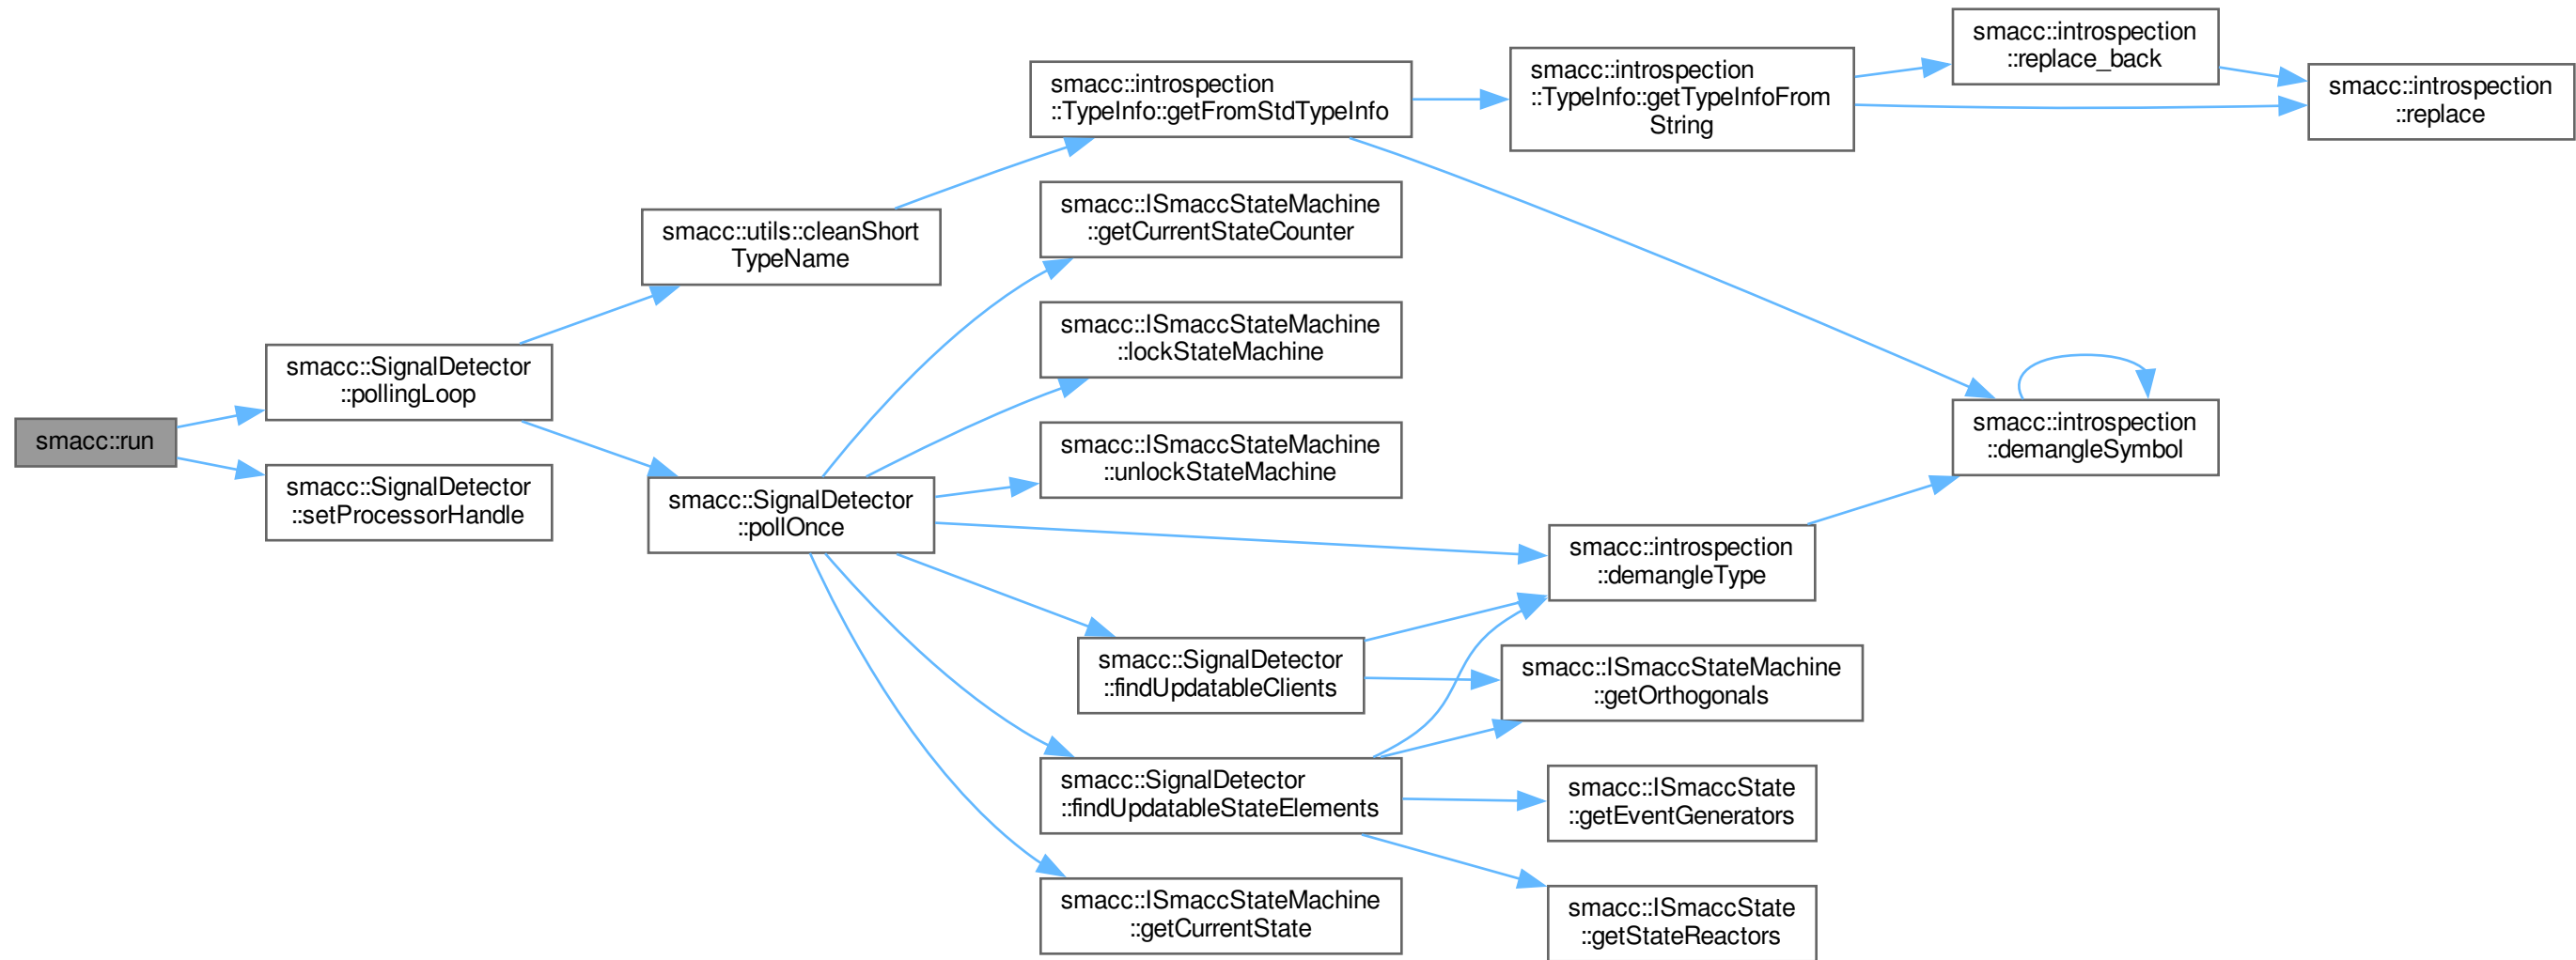 smacc::run
smacc::SignalDetector
::pollingLoop
smacc::SignalDetector
::setProcessorHandle
smacc::utils::cleanShort
TypeName
smacc::SignalDetector
::pollOnce
smacc::introspection
::TypeInfo::getFromStdTypeInfo
smacc::ISmaccStateMachine
::getCurrentStateCounter
smacc::ISmaccStateMachine
::lockStateMachine
smacc::ISmaccStateMachine
::unlockStateMachine
smacc::SignalDetector
::findUpdatableClients
smacc::SignalDetector
::findUpdatableStateElements
smacc::ISmaccStateMachine
::getCurrentState
smacc::introspection
::TypeInfo::getTypeInfoFrom
String
smacc::introspection
::demangleType
smacc::ISmaccStateMachine
::getOrthogonals
smacc::ISmaccState
::getEventGenerators
smacc::ISmaccState
::getStateReactors
smacc::introspection
::replace_back
smacc::introspection
::demangleSymbol
smacc::introspection
::replace